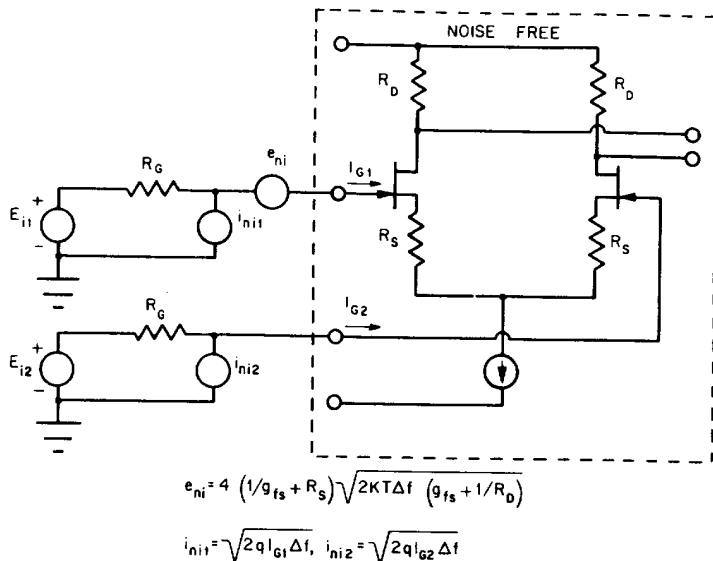 NOISE FREE
R_D
R_D
e_ni
R_G
I_G1
+
E_i1
-
i_ni1
R_S
R_S
I_G2
R_G
+
E_i2
-
i_ni2
e_ni = 4 (1/g_fs + R_S) √(2KTΔf (g_fs + 1/R_D))
i_ni1 = √(2qI_G1Δf), i_ni2 = √(2qI_G2Δf)